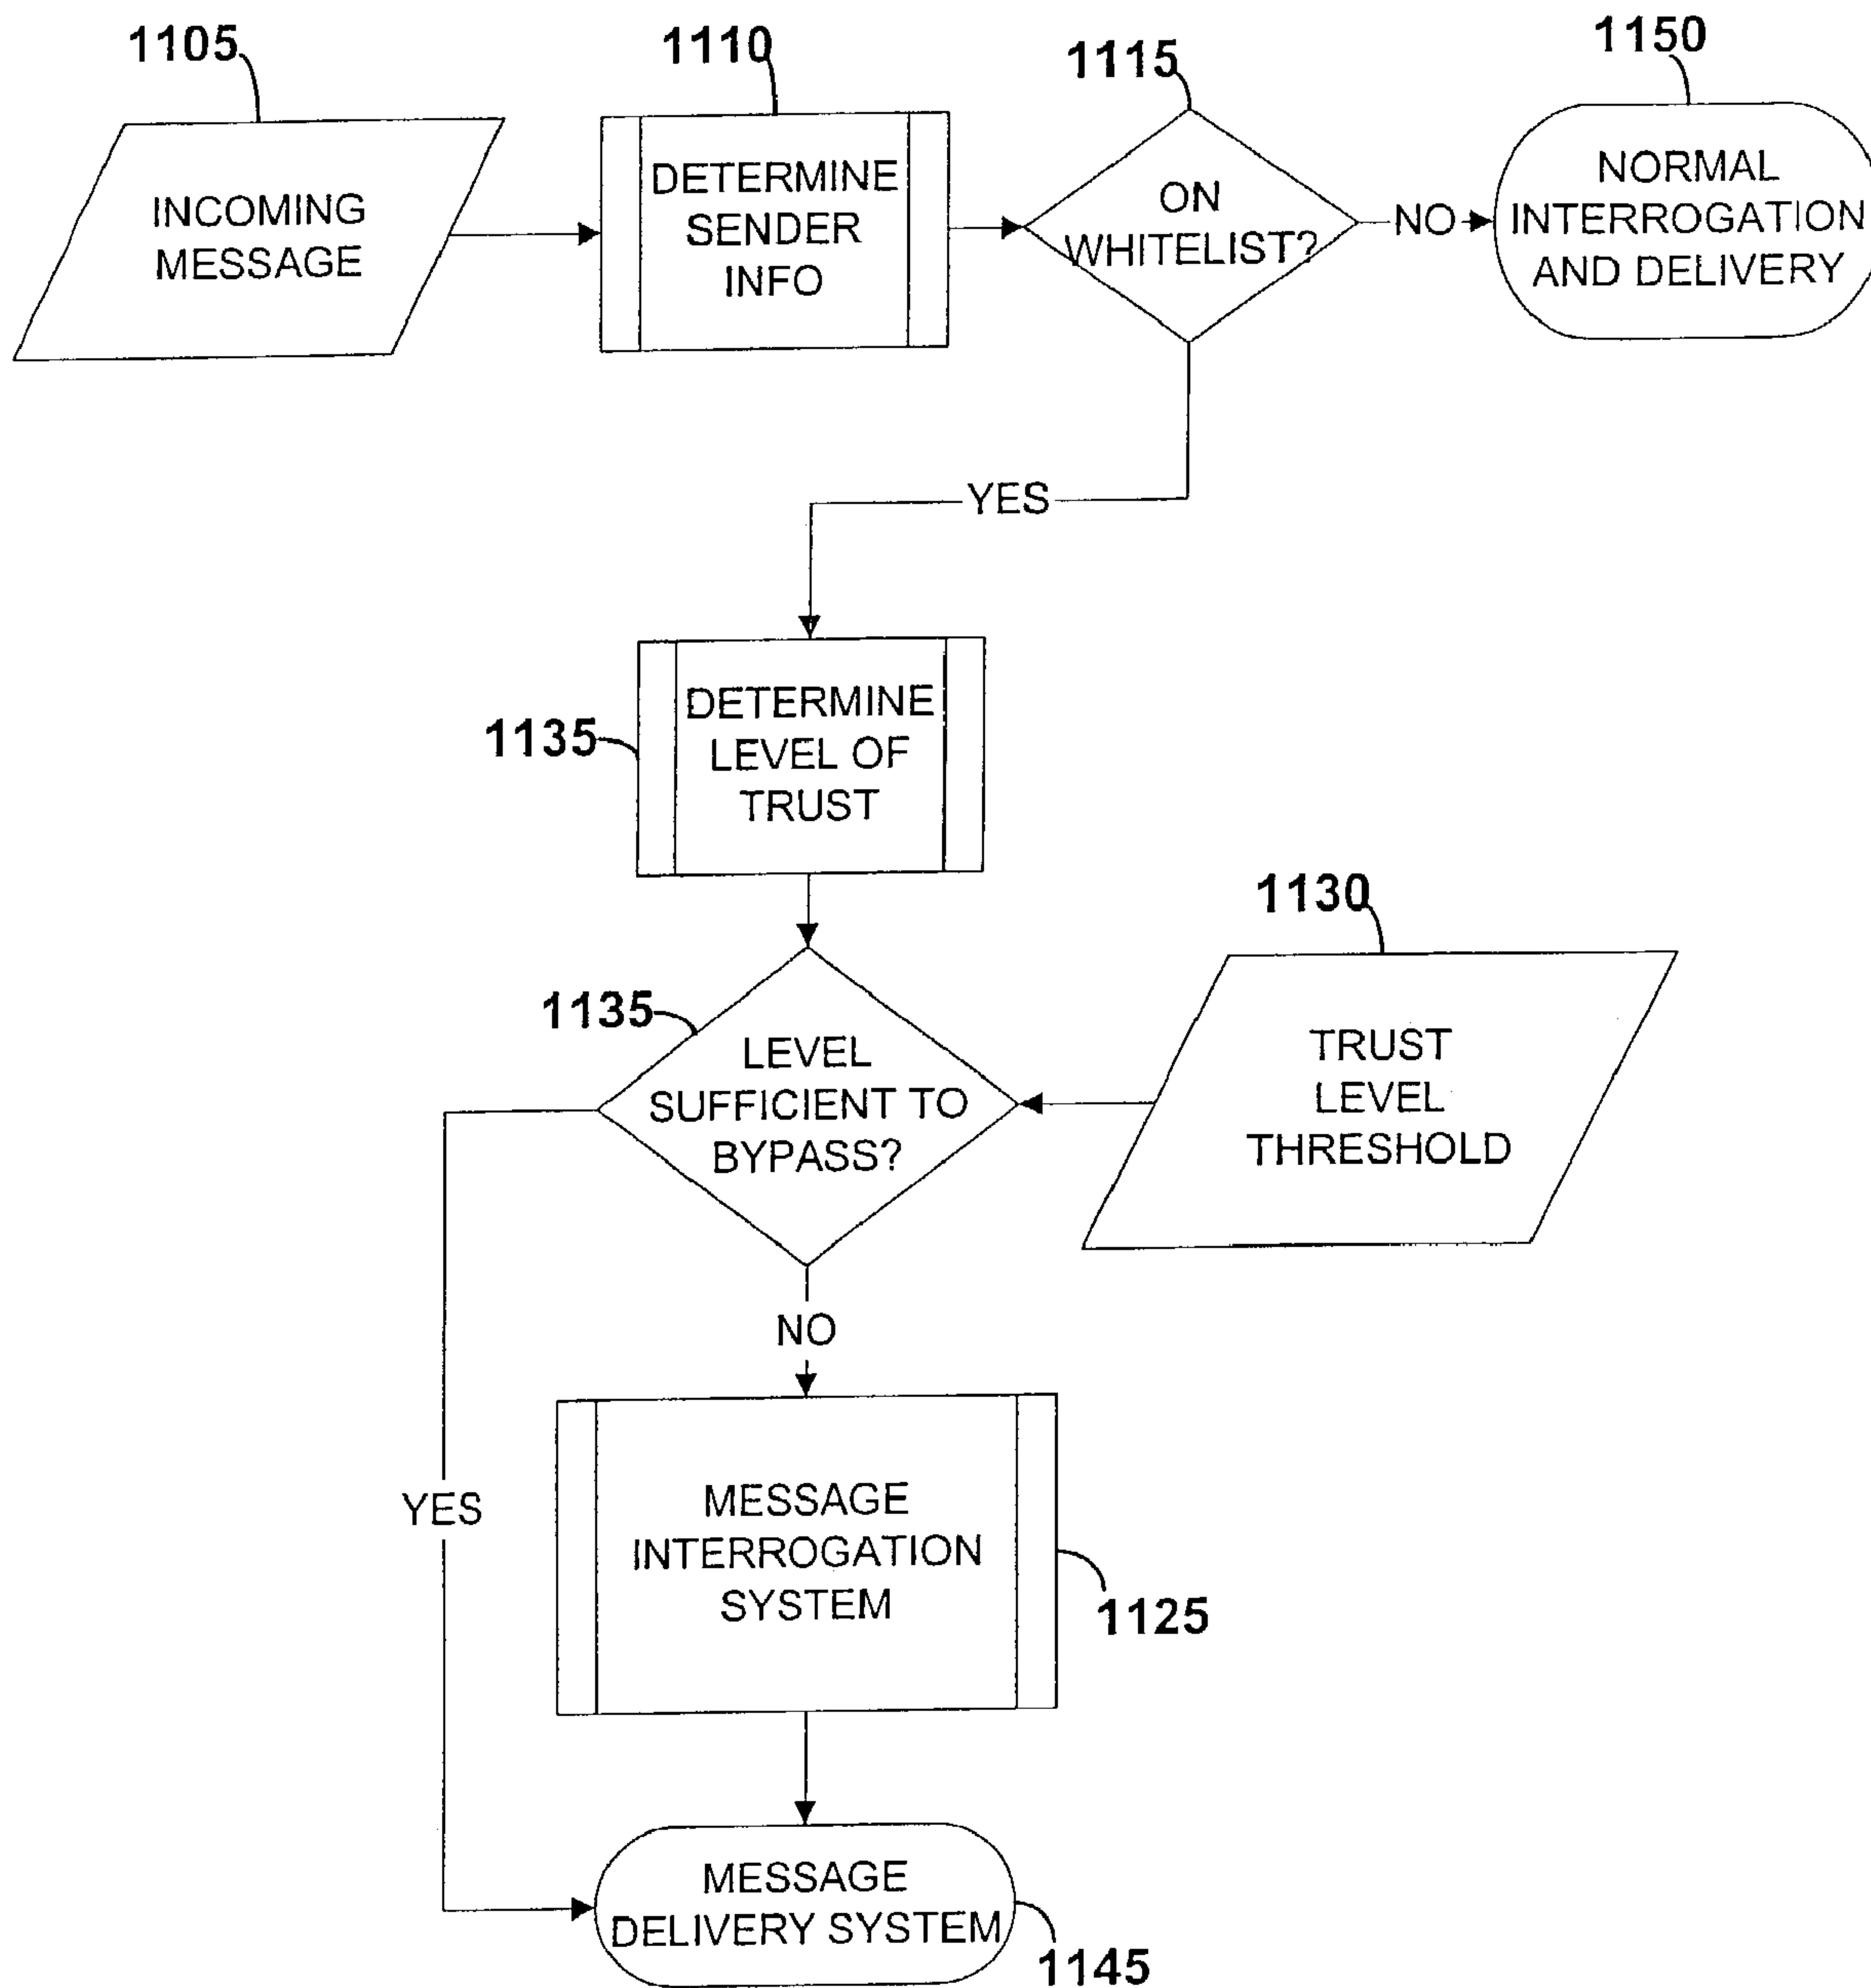 1105
INCOMING
MESSAGE
1110
DETERMINE
SENDER
INFO
1115
ON
WHITELIST?
NO
1150
NORMAL
INTERROGATION
AND DELIVERY
YES
1135
DETERMINE
LEVEL OF
TRUST
1135
LEVEL
SUFFICIENT TO
BYPASS?
1130
TRUST
LEVEL
THRESHOLD
NO
YES
MESSAGE
INTERROGATION
SYSTEM
1125
MESSAGE
DELIVERY SYSTEM
1145